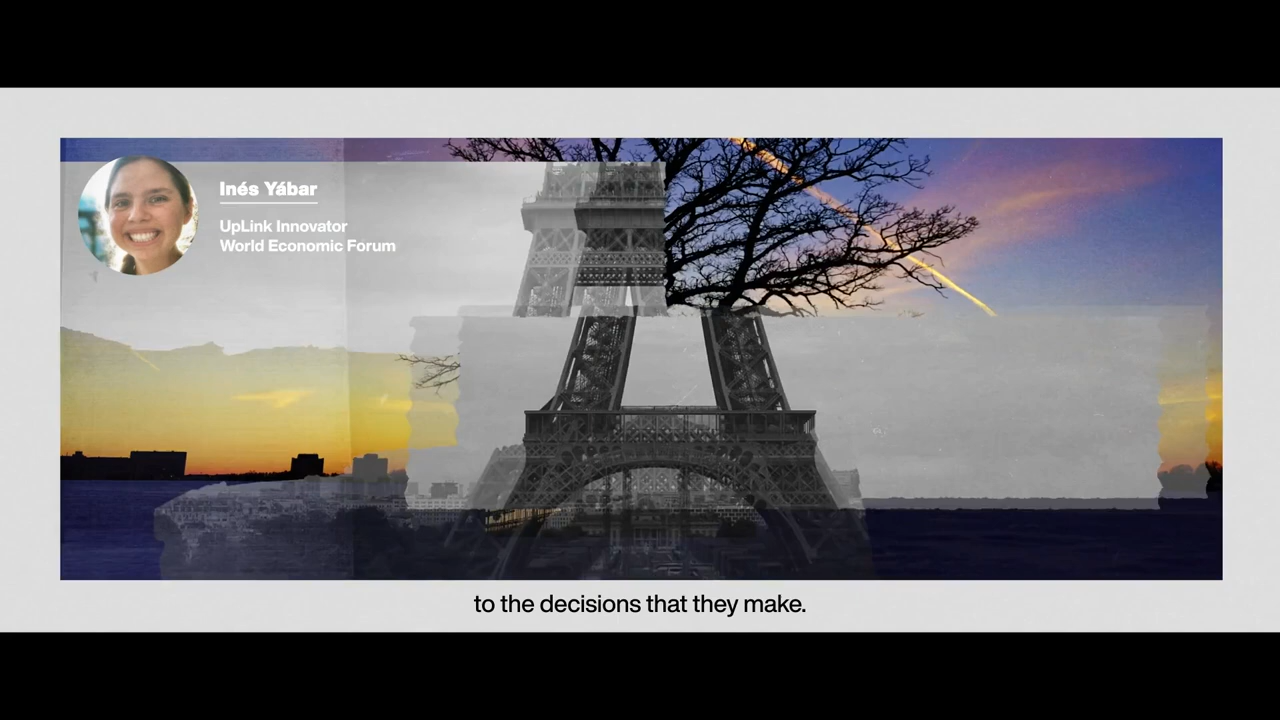 Inés Yábar
UpLink Innovator
World Economic Forum
to the decisions that they make.